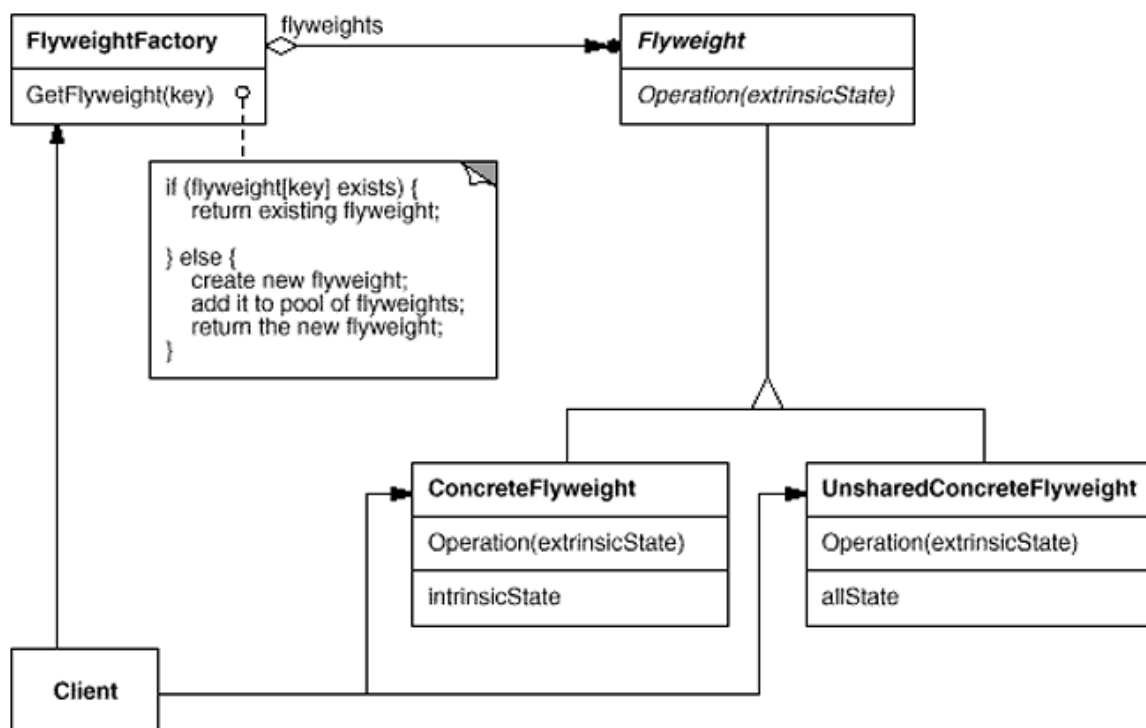 flyweights
FlyweightFactory
GetFlyweight(key)
Flyweight
Operation(extrinsicState)
if (flyweight[key] exists) {
return existing flyweight;
} else {
create new flyweight;
add it to pool of flyweights;
return the new flyweight;
}
ConcreteFlyweight
Operation(extrinsicState)
intrinsicState
UnsharedConcreteFlyweight
Operation(extrinsicState)
allState
Client